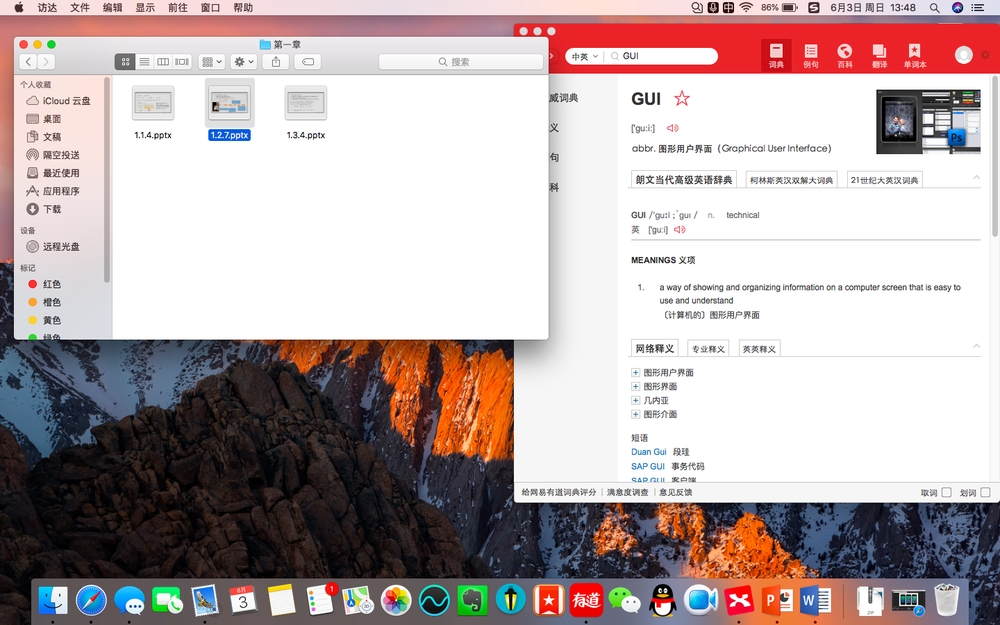 访达 文件 编辑 显示 前往 窗口 帮助
中 86% 6月3日 周日 13:48
第一章
搜索
个人收藏
iCloud 云盘
桌面
文稿
隔空投送
最近使用
应用程序
下载
设备
远程光盘
标记
红色
橙色
黄色
绿色
1.1.4.pptx 1.2.7.pptx 1.3.4.pptx
中英 GUI
词典 例句 百科 翻译 单词本
威词典
义
句
科
GUI
['gu:i:]
abbr. 图形用户界面（Graphical User Interface）
Ps
朗文当代高级英语辞典 柯林斯英汉双解大词典 21世纪大英汉词典
GUI /ˈguːi ;ˋguɪ / n. technical
英 ['gu:i]
MEANINGS 义项
1. a way of showing and organizing information on a computer screen that is easy to
use and understand
〔计算机的〕图形用户界面
网络释义 专业释义 英英释义
图形用户界面
图形界面
几内亚
图形介面
短语
Duan Gui 段珪
SAP GUI 事务代码
SAP GUI 客户端
给网易有道词典评分 | 满意度调查 | 意见反馈
取词 划词
6月
3
1
3D
有道
P
W
ZIP